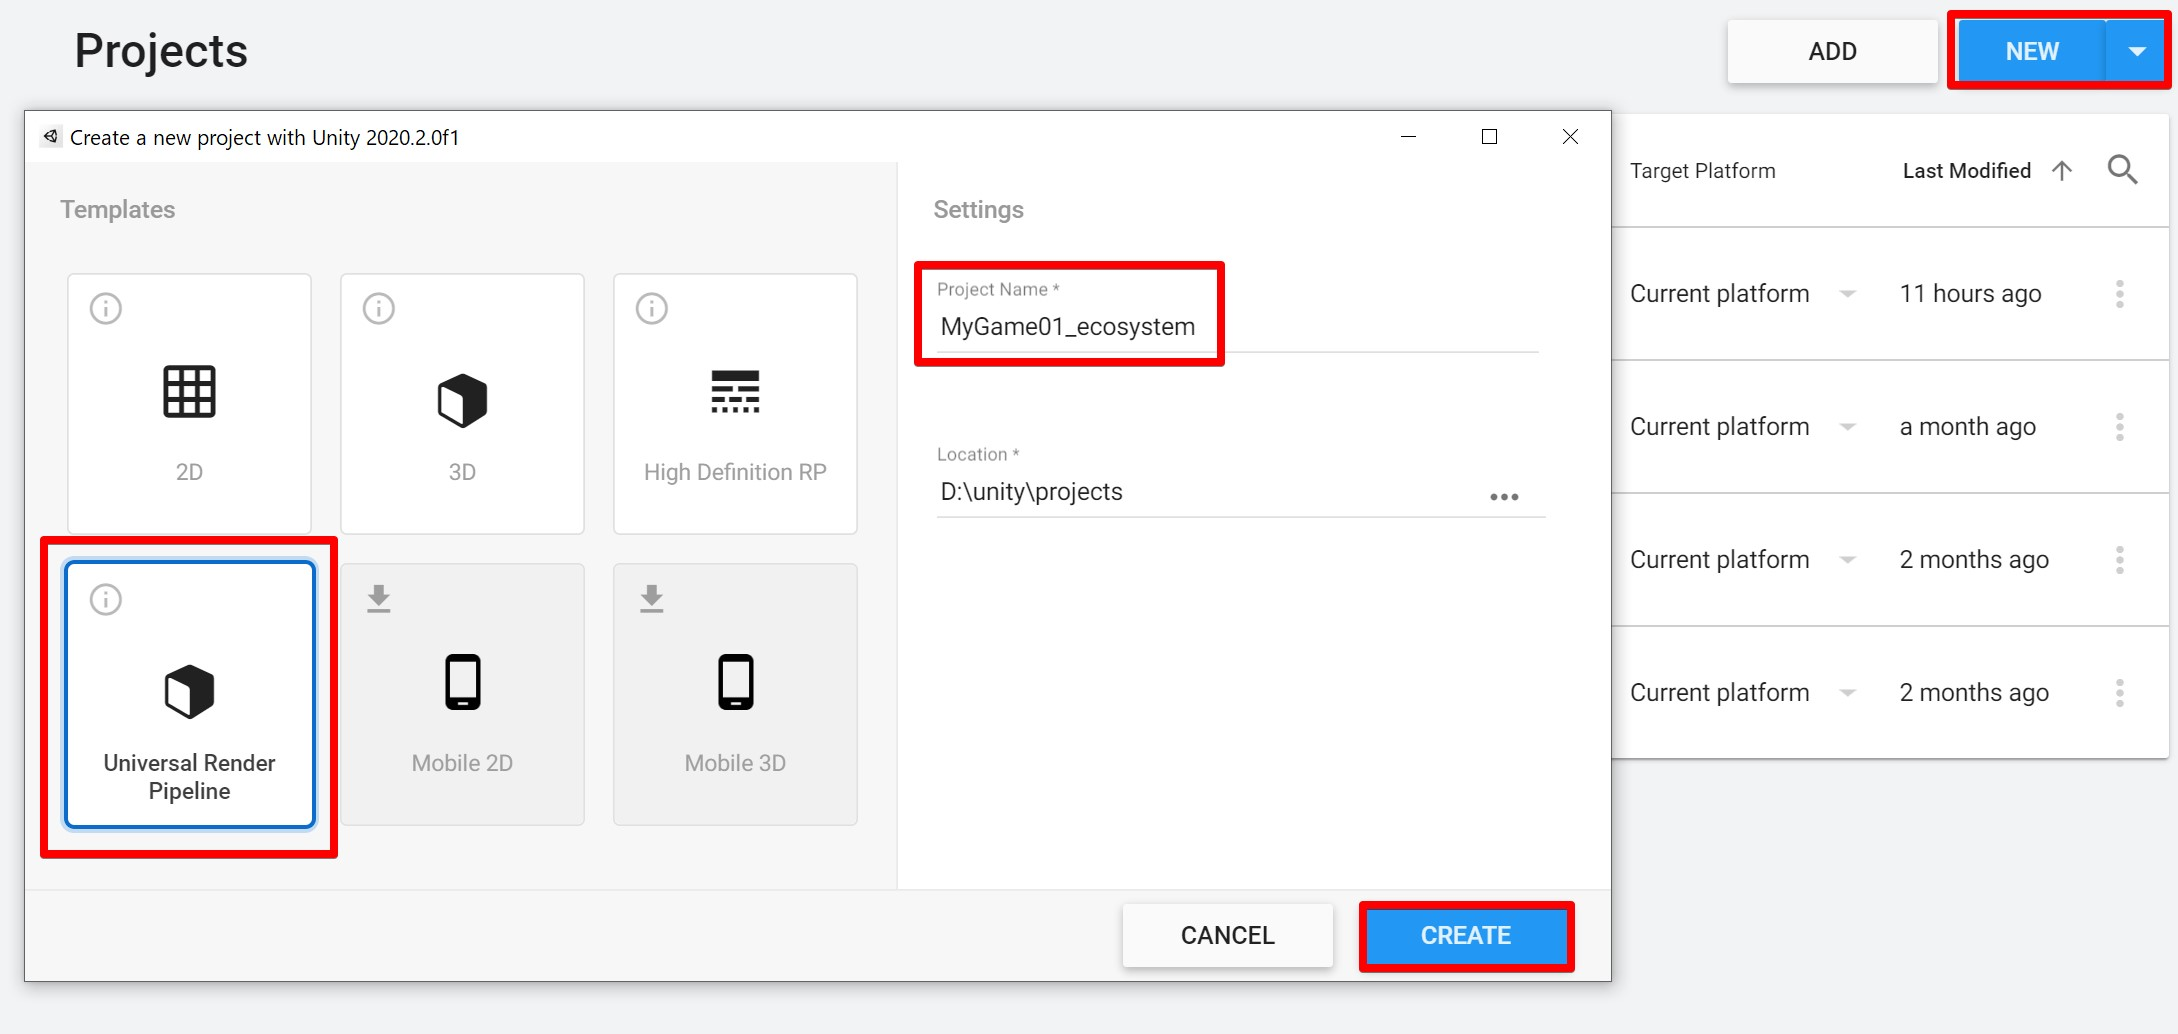 Projects
ADD
NEW
Create a new project with Unity 2020.2.0f1
Templates
2D
3D
High Definition RP
Universal Render
Pipeline
Mobile 2D
Mobile 3D
Settings
Project Name *
MyGame01_ecosystem
Location *
D:\unity\projects
CANCEL
CREATE
Target Platform
Last Modified
Current platform
11 hours ago
Current platform
a month ago
Current platform
2 months ago
Current platform
2 months ago